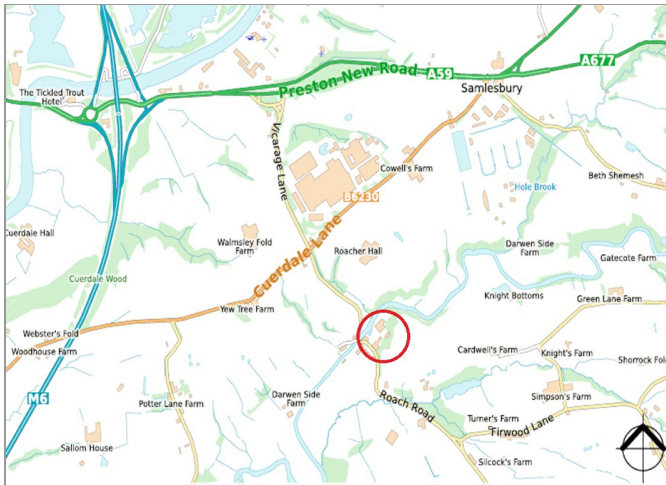 Preston New Road
A59
A677
The Tickled Trout
Hotel
Samlesbury
Vicarage Lane
Cowell's Farm
Beth Shemesh
B6230
Hole Brook
Cuerdale Hall
Walmsley Fold
Farm
Cuerdale Lane
Roacher Hall
Darwen Side
Farm
Gatecote Farm
Cuerdale Wood
Knight Bottoms
Green Lane Farm
Yew Tree Farm
Webster's Fold
Woodhouse Farm
Cardwell's Farm
Knight's Farm
Shorrock Fol
M6
Potter Lane Farm
Darwen Side
Farm
Roach Road
Simpson's Farm
Turner's Farm
Firwood Lane
Sallom House
Silcock's Farm